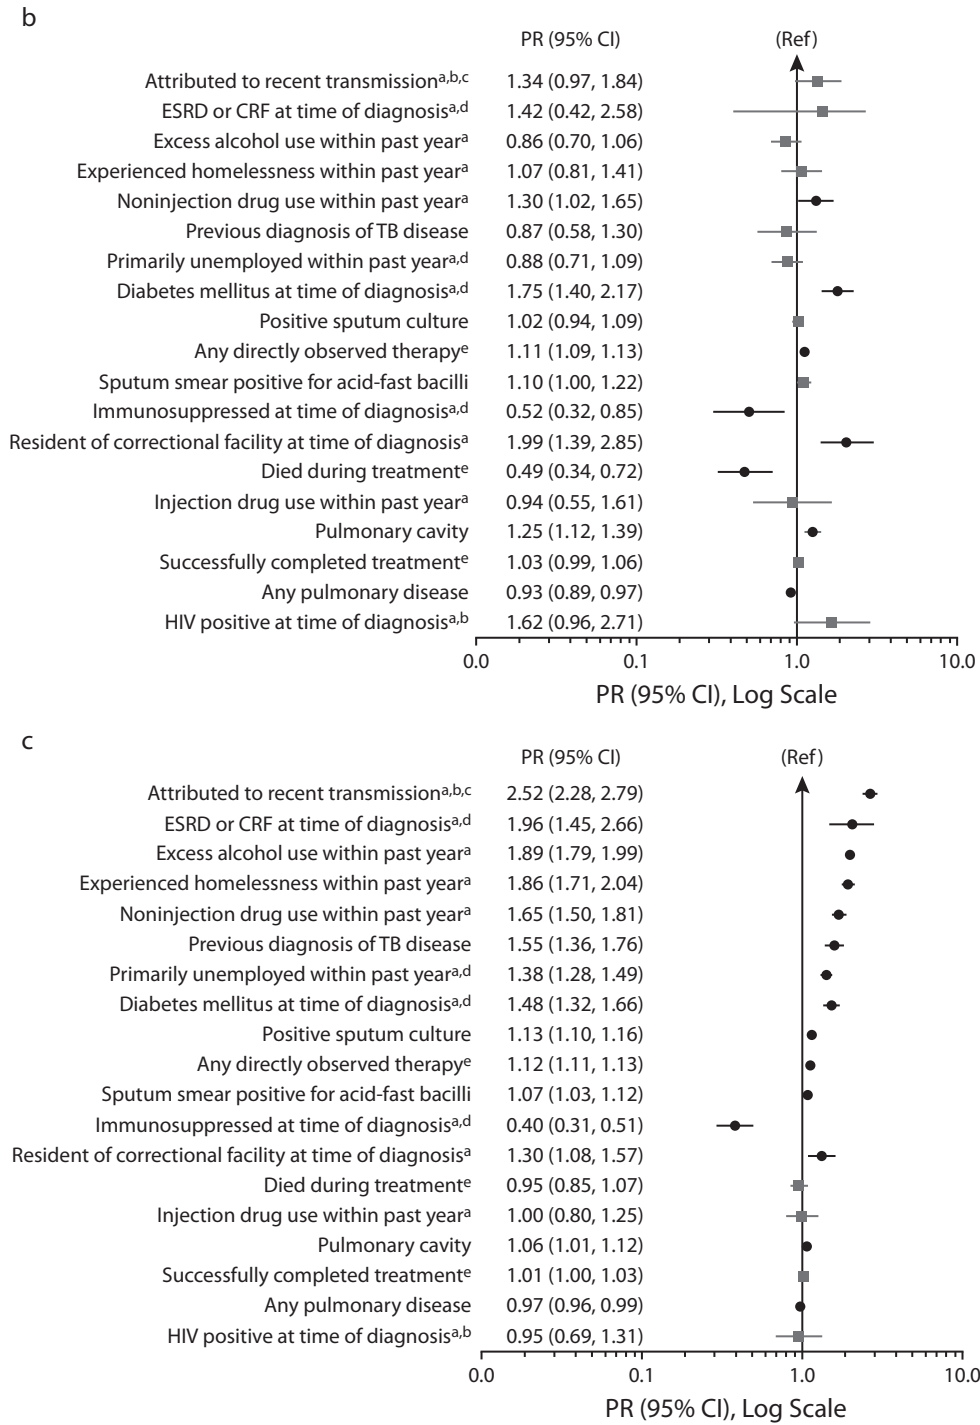 b
PR (95% CI) (Ref)
Attributed to recent transmissiona,b,c 1.34 (0.97, 1.84)
ESRD or CRF at time of diagnosisa,d 1.42 (0.42, 2.58)
Excess alcohol use within past yeara 0.86 (0.70, 1.06)
Experienced homelessness within past yeara 1.07 (0.81, 1.41)
Noninjection drug use within past yeara 1.30 (1.02, 1.65)
Previous diagnosis of TB disease 0.87 (0.58, 1.30)
Primarily unemployed within past yeara,d 0.88 (0.71, 1.09)
Diabetes mellitus at time of diagnosisa,d 1.75 (1.40, 2.17)
Positive sputum culture 1.02 (0.94, 1.09)
Any directly observed therapye 1.11 (1.09, 1.13)
Sputum smear positive for acid-fast bacilli 1.10 (1.00, 1.22)
Immunosuppressed at time of diagnosisa,d 0.52 (0.32, 0.85)
Resident of correctional facility at time of diagnosisa 1.99 (1.39, 2.85)
Died during treatmente 0.49 (0.34, 0.72)
Injection drug use within past yeara 0.94 (0.55, 1.61)
Pulmonary cavity 1.25 (1.12, 1.39)
Successfully completed treatmente 1.03 (0.99, 1.06)
Any pulmonary disease 0.93 (0.89, 0.97)
HIV positive at time of diagnosisa,b 1.62 (0.96, 2.71)
0.0 0.1 1.0 10.0
PR (95% CI), Log Scale
c
PR (95% CI) (Ref)
Attributed to recent transmissiona,b,c 2.52 (2.28, 2.79)
ESRD or CRF at time of diagnosisa,d 1.96 (1.45, 2.66)
Excess alcohol use within past yeara 1.89 (1.79, 1.99)
Experienced homelessness within past yeara 1.86 (1.71, 2.04)
Noninjection drug use within past yeara 1.65 (1.50, 1.81)
Previous diagnosis of TB disease 1.55 (1.36, 1.76)
Primarily unemployed within past yeara,d 1.38 (1.28, 1.49)
Diabetes mellitus at time of diagnosisa,d 1.48 (1.32, 1.66)
Positive sputum culture 1.13 (1.10, 1.16)
Any directly observed therapye 1.12 (1.11, 1.13)
Sputum smear positive for acid-fast bacilli 1.07 (1.03, 1.12)
Immunosuppressed at time of diagnosisa,d 0.40 (0.31, 0.51)
Resident of correctional facility at time of diagnosisa 1.30 (1.08, 1.57)
Died during treatmente 0.95 (0.85, 1.07)
Injection drug use within past yeara 1.00 (0.80, 1.25)
Pulmonary cavity 1.06 (1.01, 1.12)
Successfully completed treatmente 1.01 (1.00, 1.03)
Any pulmonary disease 0.97 (0.96, 0.99)
HIV positive at time of diagnosisa,b 0.95 (0.69, 1.31)
0.0 0.1 1.0 10.0
PR (95% CI), Log Scale